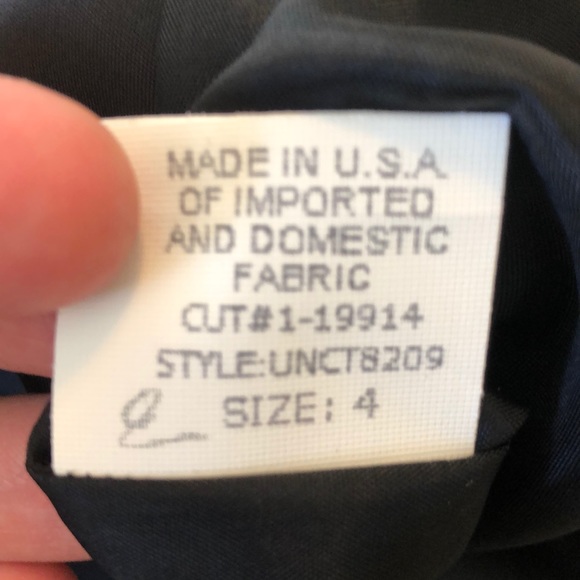 MADE IN U.S.A.
OF IMPORTED
AND DOMESTIC
FABRIC
CUT#1-19914
STYLE:UNCT8209
SIZE: 4